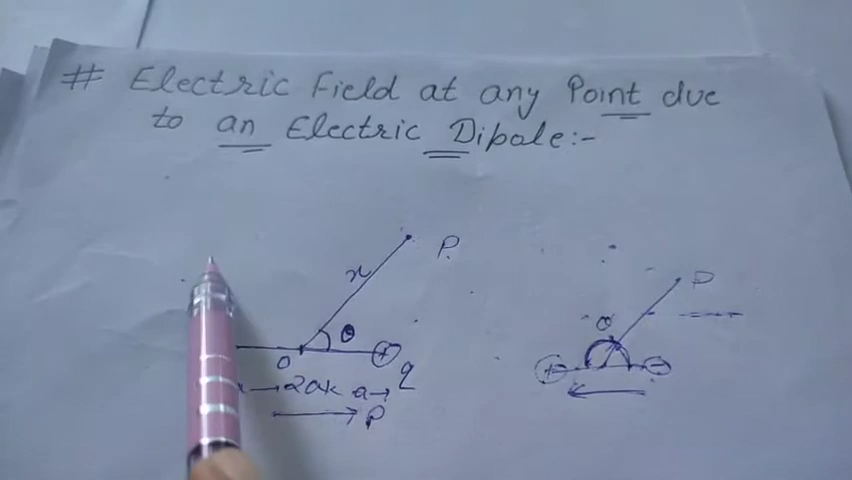 # Electric Field at any Point due
to an Electric Dipole:-
P.
x
θ
O
+
q
2a
a
P
P
θ
+
-